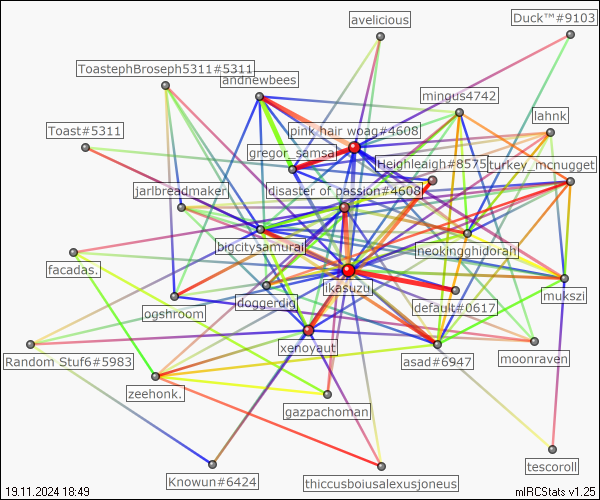 avelicious
Duck™#9103
ToastephBroseph5311#5311
andnewbees
mingus4742
lahnk
Toast#5311
pink hair woag#4608
gregor_samsa
Heighleaigh#8575
turkey_mcnugget
jarlbreadmaker
disaster of passion#4608
bigcitysamurai
neokingghidorah
facadas.
ikasuzu
mukszi
ogshroom
doggerdig
default#0617
xenoyaut
Random Stuf6#5983
asad#6947
moonraven
zeehonk.
gazpachoman
tescoroll
Knowun#6424
thiccusboiusalexusjoneus
19.11.2024 18:49
mIRCStats v1.25